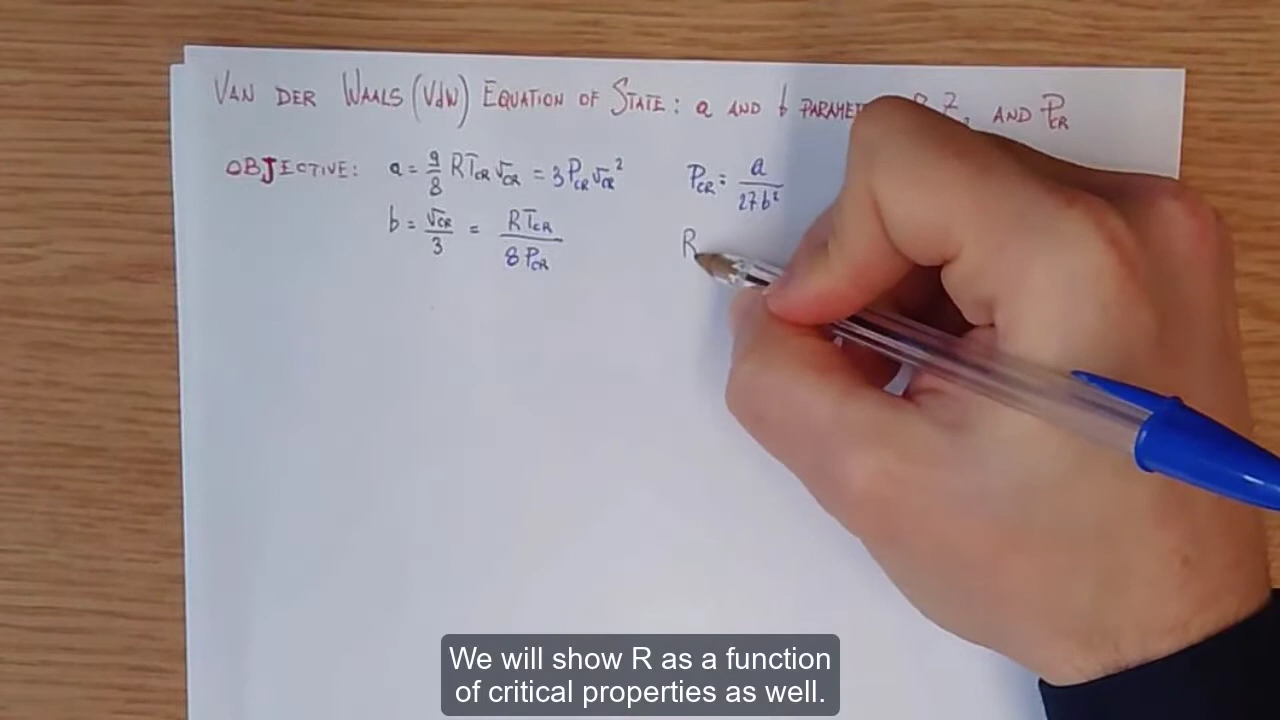 VAN DER WAALS (VdW) EQUATION OF STATE: a AND b PARAMET R, Z, AND PCR
OBJECTIVE: a = 9/8 RTCR vCR = 3PCR vCR²
PCR = a/27b²
b = vCR/3 = RTCR/8PCR
R
We will show R as a function
of critical properties as well.